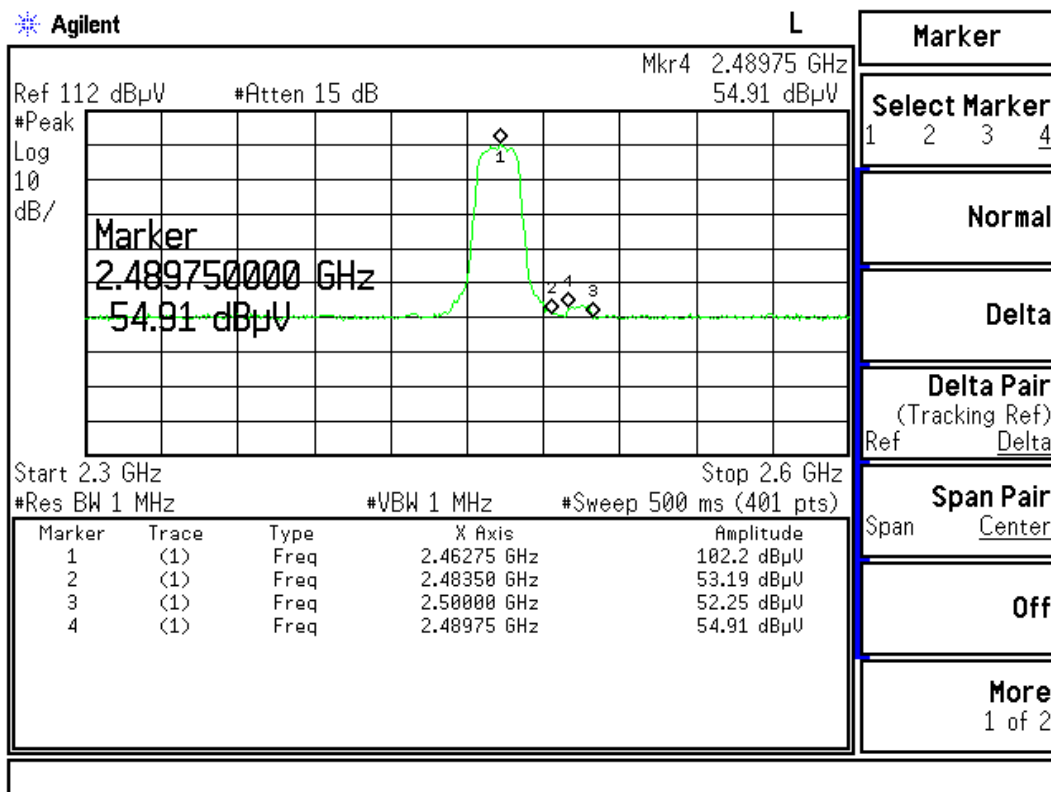 Agilent L
Mkr4 2.48975 GHz
Ref 112 dBµV #Atten 15 dB 54.91 dBµV
#Peak
Log
10
dB/
1
2 4 3
Marker
2.489750000 GHz
54.91 dBµV
Start 2.3 GHz Stop 2.6 GHz
#Res BW 1 MHz #VBW 1 MHz #Sweep 500 ms (401 pts)
Marker Trace Type X Axis Amplitude
1 (1) Freq 2.46275 GHz 102.2 dBµV
2 (1) Freq 2.48350 GHz 53.19 dBµV
3 (1) Freq 2.50000 GHz 52.25 dBµV
4 (1) Freq 2.48975 GHz 54.91 dBµV
Marker
Select Marker
1 2 3 4
Normal
Delta
Delta Pair
(Tracking Ref)
Ref Delta
Span Pair
Span Center
Off
More
1 of 2